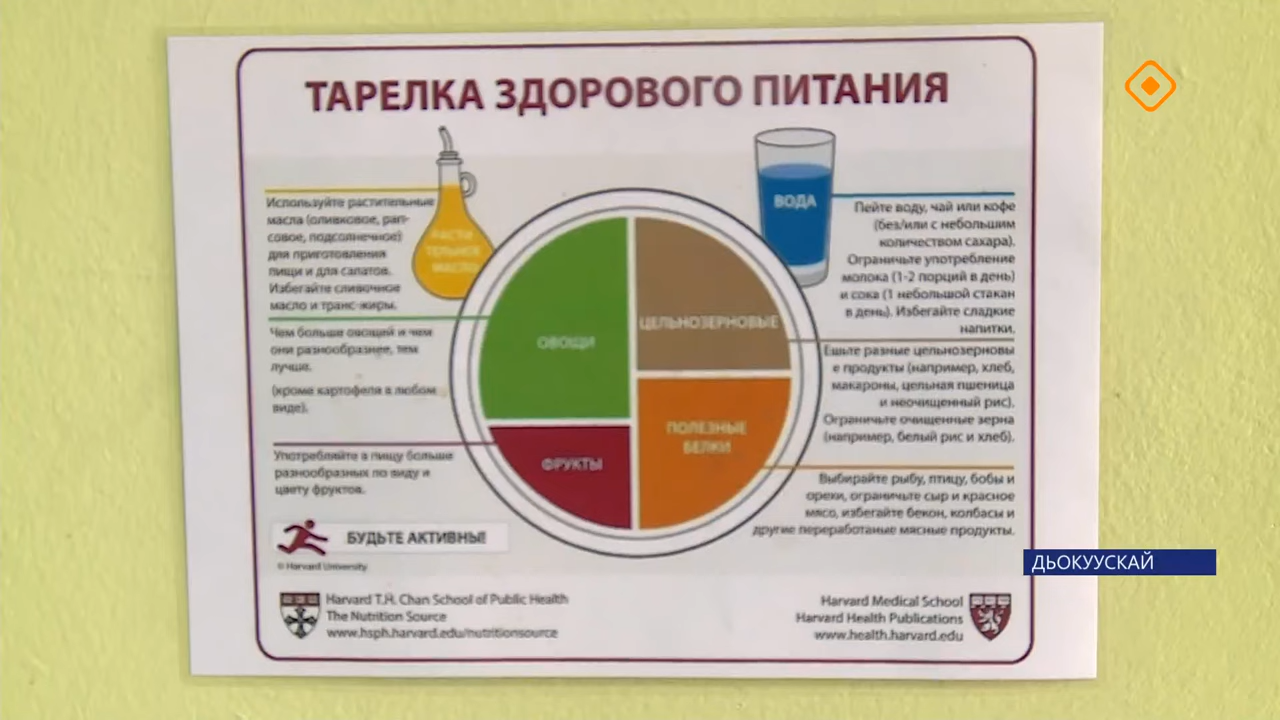 ТАРЕЛКА ЗДОРОВОГО ПИТАНИЯ
Используйте растительные
масла (оливковое, рап-
совое, подсолнечное)
для приготовления
пищи и для салатов.
Избегайте сливочное
масло и транс-жиры.
РАСТИ
ТЕЛЬНОЕ
МАСЛО
ВОДА
Пейте воду, чай или кофе
(без/или с небольшим
количеством сахара).
Ограничьте употребление
молока (1-2 порций в день)
и сока (1 небольшой стакан
в день). Избегайте сладкие
напитки.
Чем больше овощей и чем
они разнообразнее, тем
лучше.
(кроме картофеля в любом
виде).
ОВОЩИ
ЦЕЛЬНОЗЕРНОВЫЕ
Ешьте разные цельнозерновы
е продукты (например, хлеб,
макароны, цельная пшеница
и неочищенный рис).
Ограничьте очищенные зерна
(например, белый рис и хлеб).
Употребляйте в пищу больше
разнообразных по виду и
цвету фруктов.
ФРУКТЫ
ПОЛЕЗНЫЕ
БЕЛКИ
Выбирайте рыбу, птицу, бобы и
орехи, ограничьте сыр и красное
мясо, избегайте бекон, колбасы и
другие переработаные мясные продукты.
БУДЬТЕ АКТИВНЫ!
© Harvard University
ДЬОКУУСКАЙ
Harvard T.H. Chan School of Public Health
The Nutrition Source
www.hsph.harvard.edu/nutritionsource
Harvard Medical School
Harvard Health Publications
www.health.harvard.edu